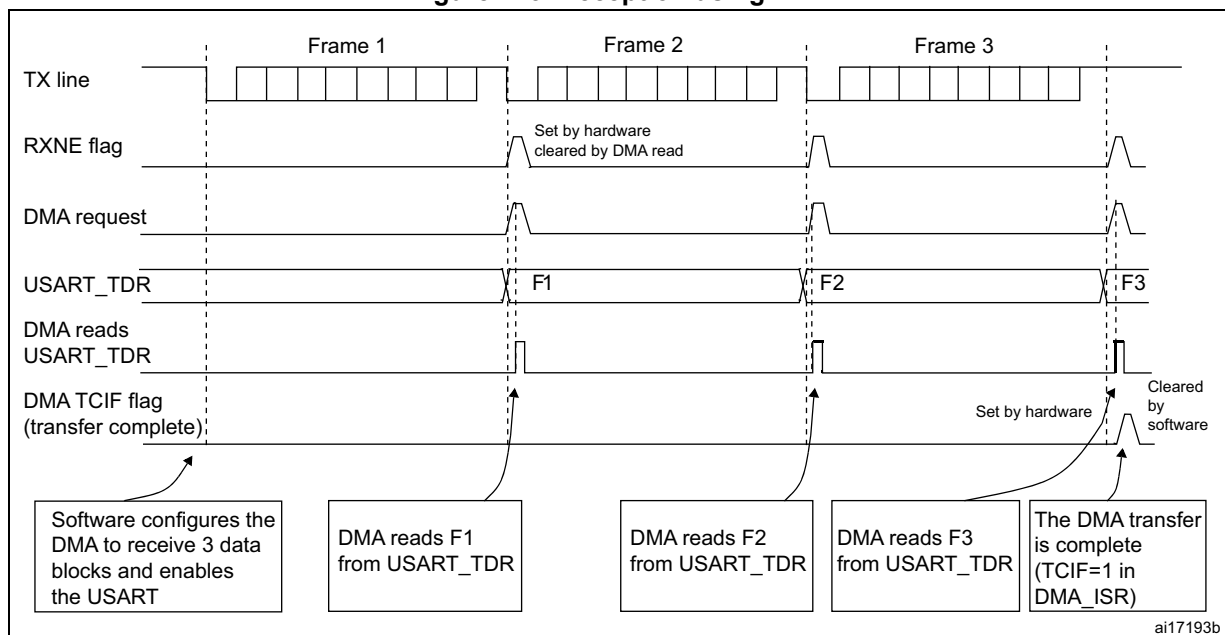 Frame 1
Frame 2
Frame 3
TX line
RXNE flag
Set by hardware
cleared by DMA read
DMA request
USART_TDR
F1
F2
F3
DMA reads
USART_TDR
DMA TCIF flag
(transfer complete)
Set by hardware
Cleared
by
software
Software configures the
DMA to receive 3 data
blocks and enables
the USART
DMA reads F1
from USART_TDR
DMA reads F2
from USART_TDR
DMA reads F3
from USART_TDR
The DMA transfer
is complete
(TCIF=1 in
DMA_ISR)
ai17193b